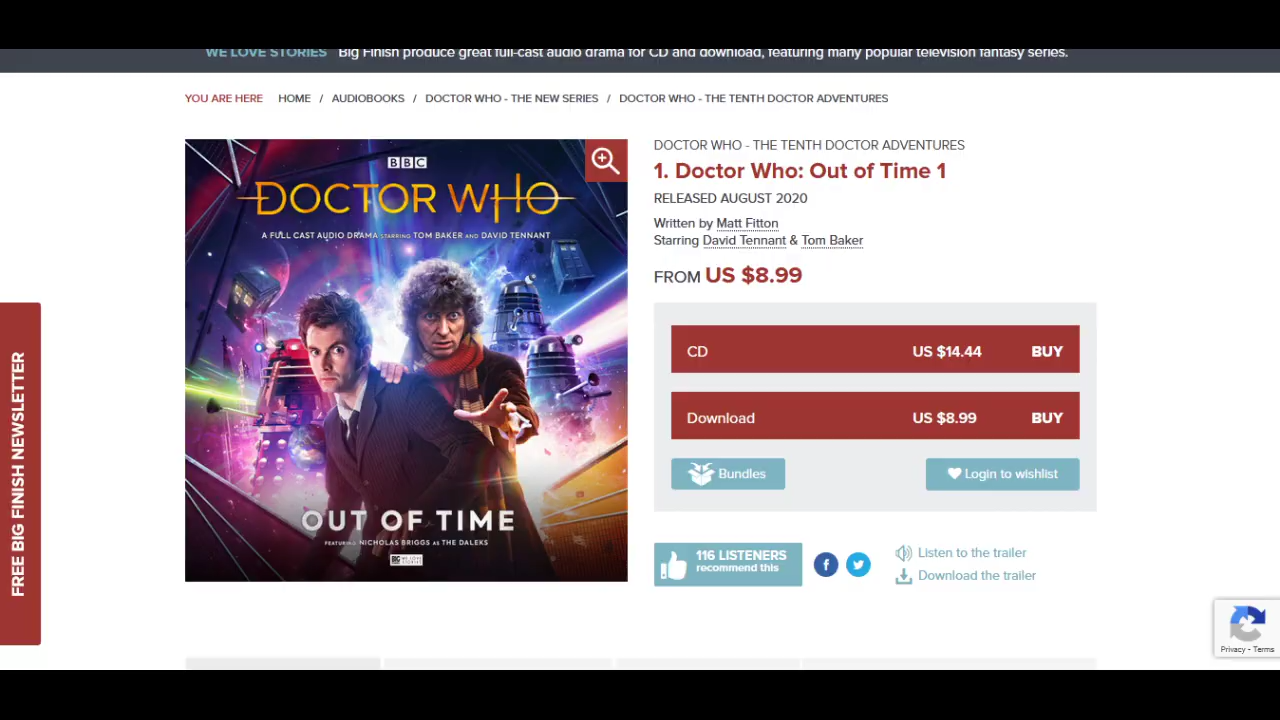 WE LOVE STORIES Big Finish produce great full-cast audio drama for CD and download, featuring many popular television fantasy series.
YOU ARE HERE HOME / AUDIOBOOKS / DOCTOR WHO - THE NEW SERIES / DOCTOR WHO - THE TENTH DOCTOR ADVENTURES
BBC
DOCTOR WHO
A FULL CAST AUDIO DRAMA STARRING TOM BAKER AND DAVID TENNANT
OUT OF TIME
FEATURING NICHOLAS BRIGGS AS THE DALEKS
DOCTOR WHO - THE TENTH DOCTOR ADVENTURES
1. Doctor Who: Out of Time 1
RELEASED AUGUST 2020
Written by Matt Fitton
Starring David Tennant & Tom Baker
FROM US $8.99
CD US $14.44 BUY
Download US $8.99 BUY
Bundles Login to wishlist
116 LISTENERS
recommend this
f
Listen to the trailer
Download the trailer
FREE BIG FINISH NEWSLETTER
Privacy - Terms